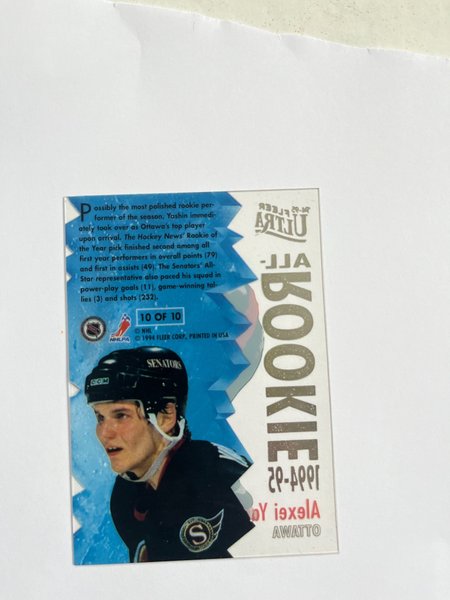 Possibly the most polished rookie per-
former of the season, Yashin immedi-
ately took over as Ottawa's top player
upon arrival. The Hockey News' Rookie of
the Year pick finished second among all
first year performers in overall points (79)
and first in assists (49). The Senators' All-
Star representative also paced his squad in
power-play goals (11), game-winning tal-
lies (3) and shots (232).
10 OF 10
© NHL
© 1994 FLEER CORP. PRINTED IN USA
NHLPA
SENATORS
CCM
94-95 FLEER
ULTRA
ALL-
ROOKIE
1994-95
Alexei Ya
OTTAWA